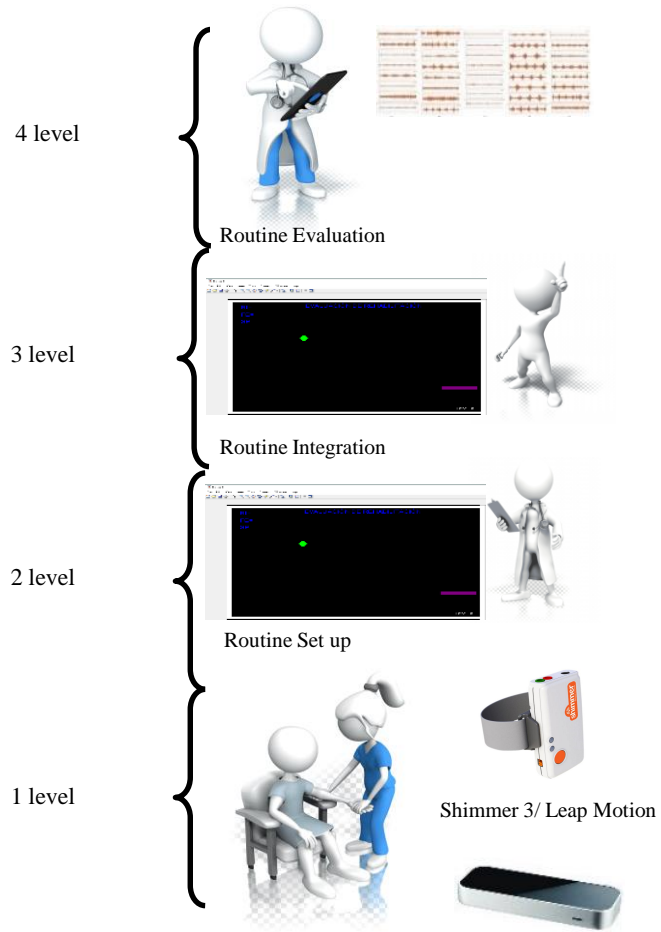 4 level
Routine Evaluation
3 level
Routine Integration
2 level
Routine Set up
1 level
shimmer
Shimmer 3/ Leap Motion